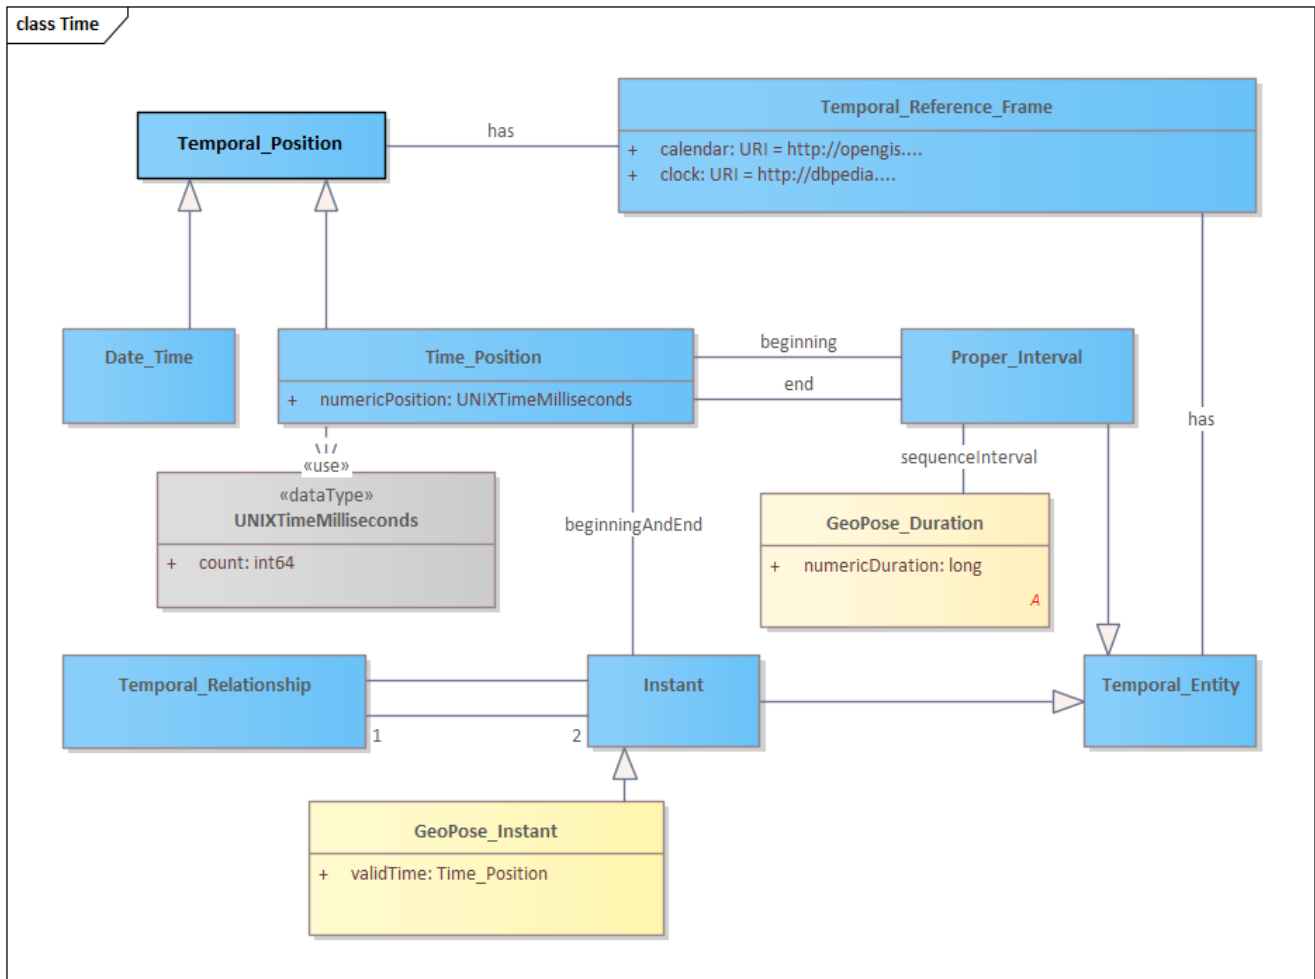 class Time
Temporal_Position
has
Temporal_Reference_Frame
+ calendar: URI = http://opengis....
+ clock: URI = http://dbpedia....
Date_Time
Time_Position
+ numericPosition: UNIXTimeMilliseconds
beginning
end
Proper_Interval
has
«use»
«dataType»
UNIXTimeMilliseconds
+ count: int64
beginningAndEnd
sequenceInterval
GeoPose_Duration
+ numericDuration: long
A
Temporal_Relationship
1
2
Instant
Temporal_Entity
GeoPose_Instant
+ validTime: Time_Position